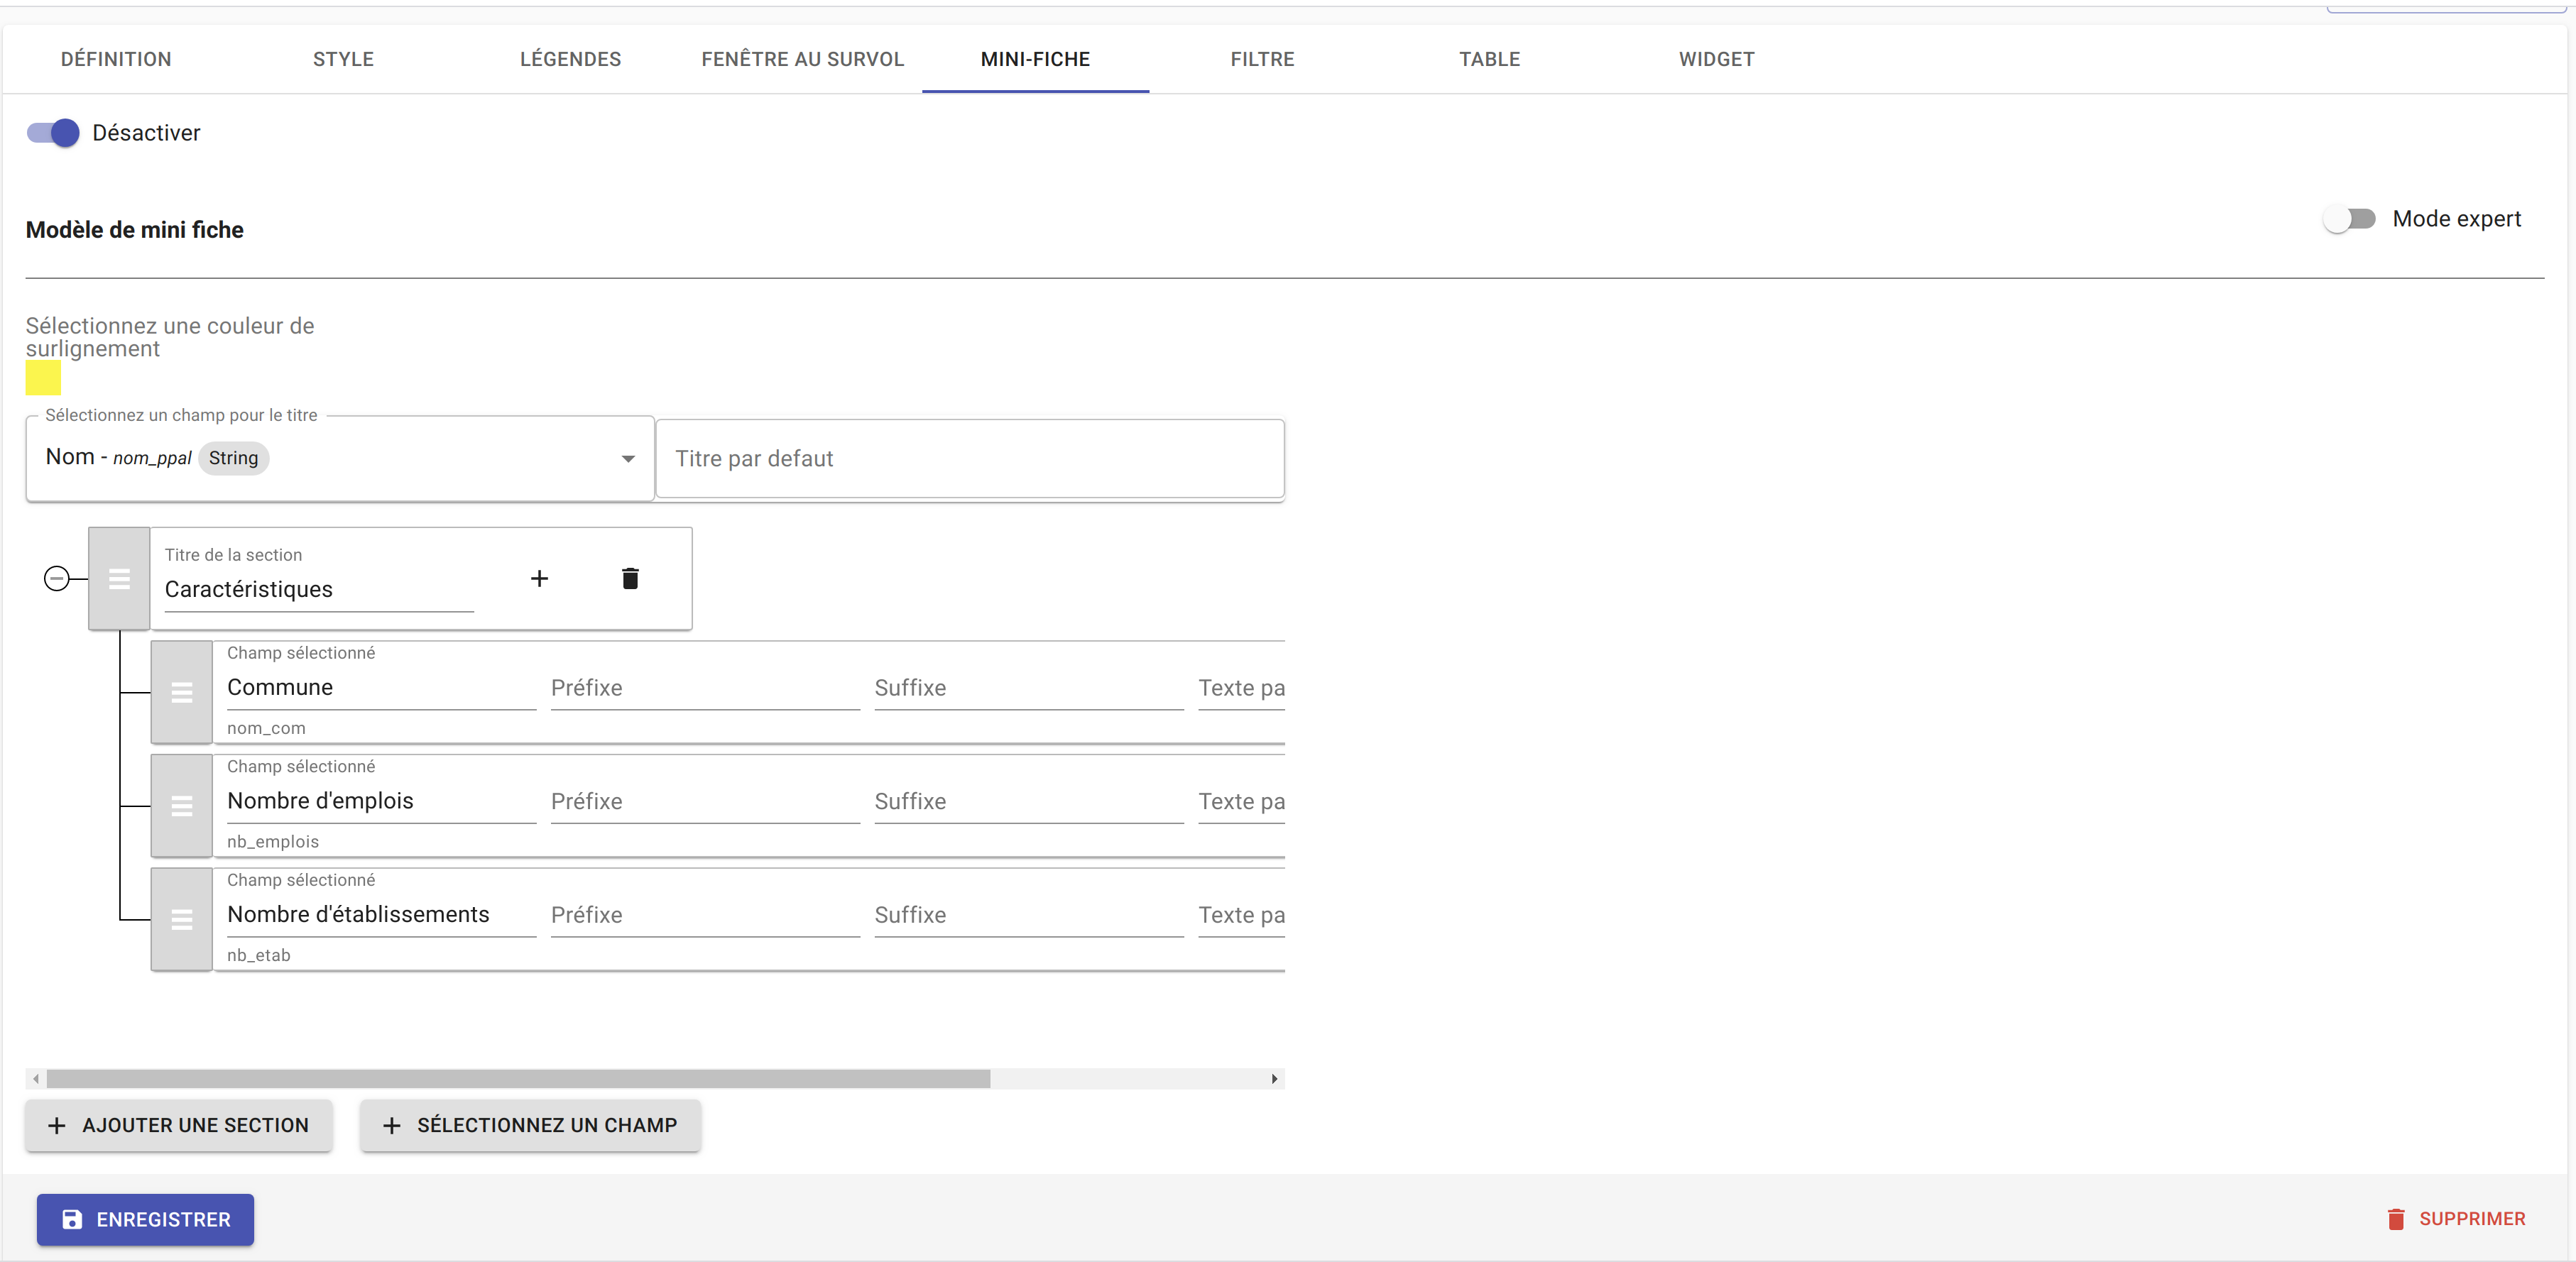 DÉFINITION STYLE LÉGENDES FENÊTRE AU SURVOL MINI-FICHE FILTRE TABLE WIDGET
Désactiver
Modèle de mini fiche
Mode expert
Sélectionnez une couleur de
surlignement
Sélectionnez un champ pour le titre
Nom - nom_ppal String
Titre par defaut
Titre de la section
Caractéristiques
Champ sélectionné
Commune Préfixe Suffixe Texte pa
nom_com
Champ sélectionné
Nombre d'emplois Préfixe Suffixe Texte pa
nb_emplois
Champ sélectionné
Nombre d'établissements Préfixe Suffixe Texte pa
nb_etab
AJOUTER UNE SECTION
SÉLECTIONNEZ UN CHAMP
ENREGISTRER
SUPPRIMER